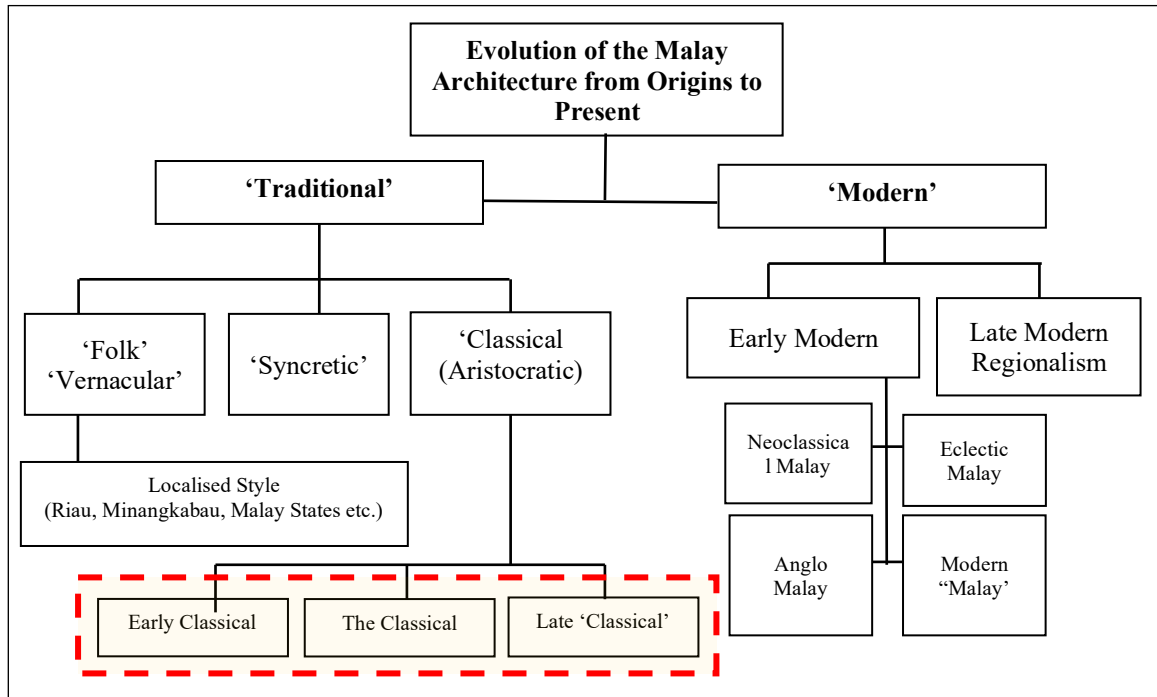 Evolution of the Malay
Architecture from Origins to
Present
‘Traditional’
‘Modern’
‘Folk’
‘Vernacular’
‘Syncretic’
‘Classical
(Aristocratic)
Early Modern
Late Modern
Regionalism
Localised Style
(Riau, Minangkabau, Malay States etc.)
Neoclassica
l Malay
Eclectic
Malay
Anglo
Malay
Modern
“Malay’
Early Classical
The Classical
Late ‘Classical’